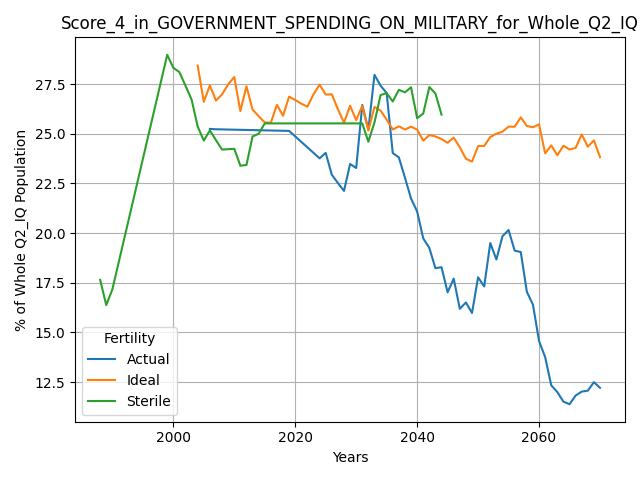 Score_4_in_GOVERNMENT_SPENDING_ON_MILITARY_for_Whole_Q2_IQ
% of Whole Q2_IQ Population
27.5
25.0
22.5
20.0
17.5
15.0
12.5
Fertility
Actual
Ideal
Sterile
2000
2020
2040
2060
Years